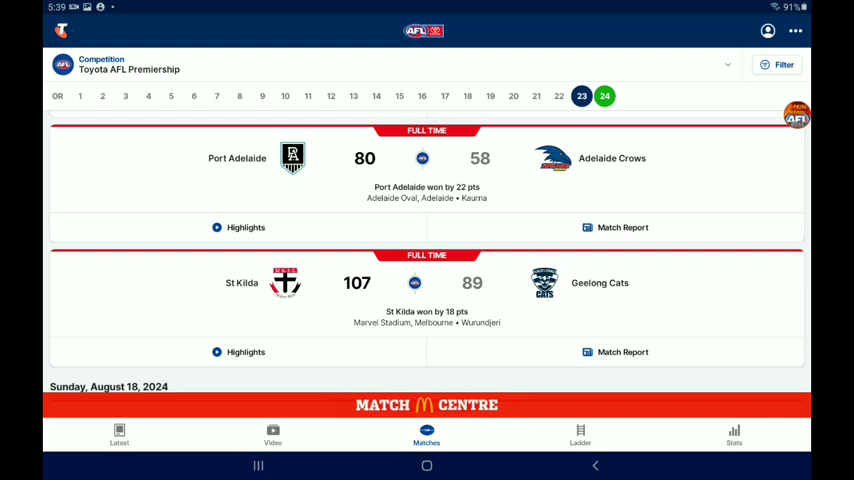 5:39
91%
AFL
Competition
Toyota AFL Premiership
Filter
OR 1 2 3 4 5 6 7 8 9 10 11 12 13 14 15 16 17 18 19 20 21 22 23 24
AFL
FULL TIME
Port Adelaide 80 58 Adelaide Crows
Port Adelaide won by 22 pts
Adelaide Oval, Adelaide • Kaurna
Highlights Match Report
FULL TIME
St Kilda 107 89 Geelong Cats
St Kilda won by 18 pts
Marvel Stadium, Melbourne • Wurundjeri
Highlights Match Report
Sunday, August 18, 2024
MATCH CENTRE
Latest Video Matches Ladder Stats